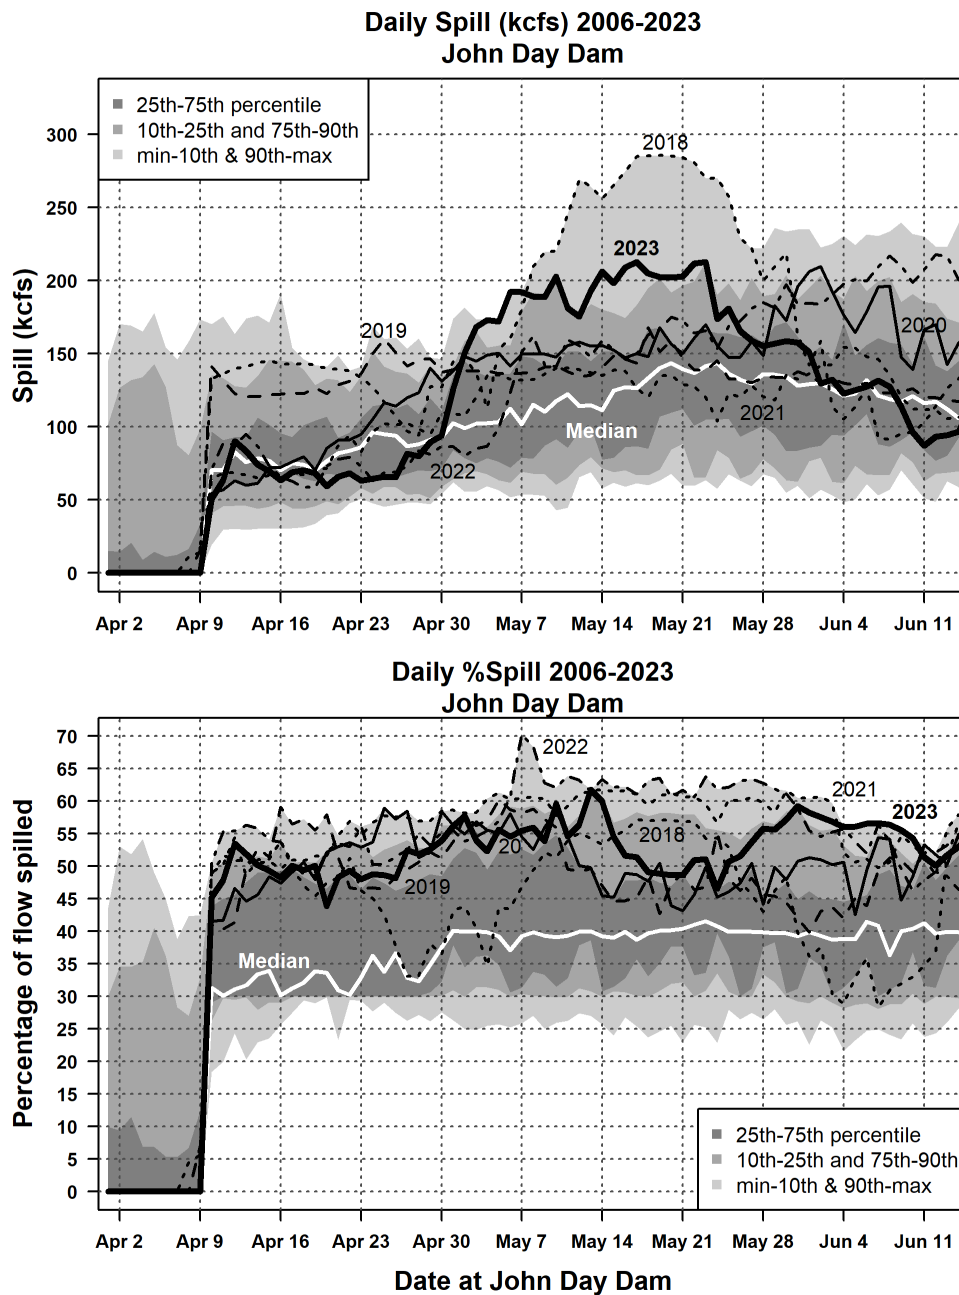 Daily Spill (kcfs) 2006-2023
John Day Dam
25th-75th percentile
10th-25th and 75th-90th
min-10th & 90th-max
Spill (kcfs)
300
250
200
150
100
50
0
2018
2023
2019
2020
2021
Median
2022
Apr 2 Apr 9 Apr 16 Apr 23 Apr 30 May 7 May 14 May 21 May 28 Jun 4 Jun 11
Daily %Spill 2006-2023
John Day Dam
Percentage of flow spilled
70
65
60
55
50
45
40
35
30
25
20
15
10
5
0
2022
2021
2023
2018
20
2019
Median
25th-75th percentile
10th-25th and 75th-90th
min-10th & 90th-max
Apr 2 Apr 9 Apr 16 Apr 23 Apr 30 May 7 May 14 May 21 May 28 Jun 4 Jun 11
Date at John Day Dam